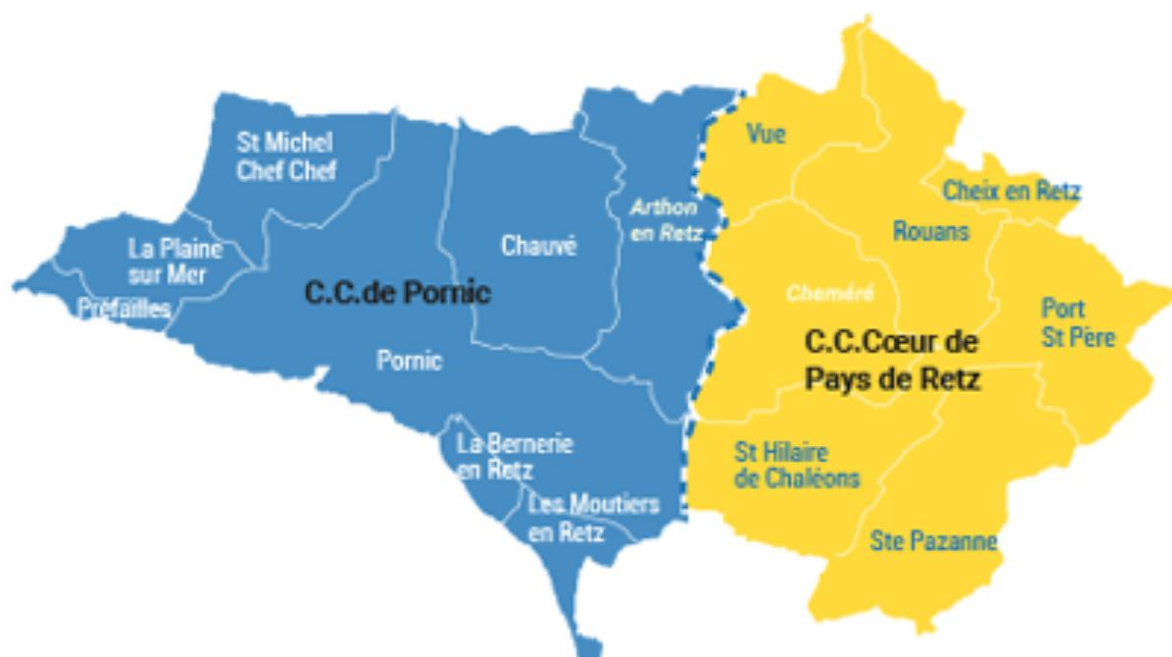 St Michel
Chef Chef
La Plaine
sur Mer
Préfailles
C.C.de Pornic
Pornic
Chauvé
Arthon
en Retz
La Bernerie
en Retz
Les Moutiers
en Retz
Vue
Cheix en Retz
Rouans
Cheméré
Port
St Père
C.C.Cœur de
Pays de Retz
St Hilaire
de Chaléons
Ste Pazanne